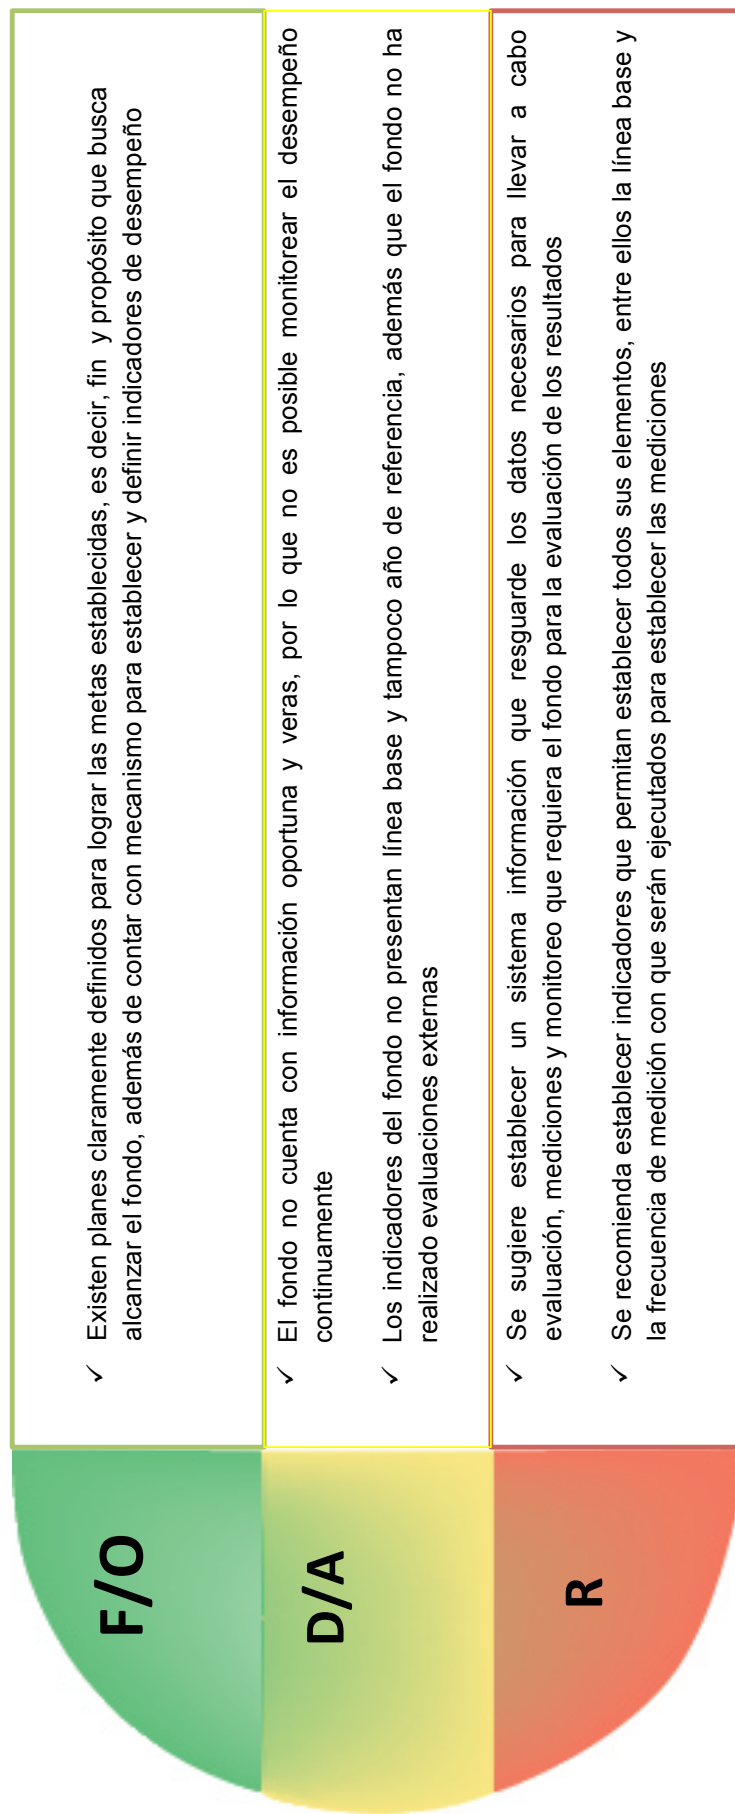 F/O
✓ Existen planes claramente definidos para lograr las metas establecidas, es decir, fin y propósito que busca
alcanzar el fondo, además de contar con mecanismo para establecer y definir indicadores de desempeño
D/A
✓ El fondo no cuenta con información oportuna y veras, por lo que no es posible monitorear el desempeño
continuamente
✓ Los indicadores del fondo no presentan línea base y tampoco año de referencia, además que el fondo no ha
realizado evaluaciones externas
R
✓ Se sugiere establecer un sistema información que resguarde los datos necesarios para llevar a cabo
evaluación, mediciones y monitoreo que requiera el fondo para la evaluación de los resultados
✓ Se recomienda establecer indicadores que permitan establecer todos sus elementos, entre ellos la línea base y
la frecuencia de medición con que serán ejecutados para establecer las mediciones